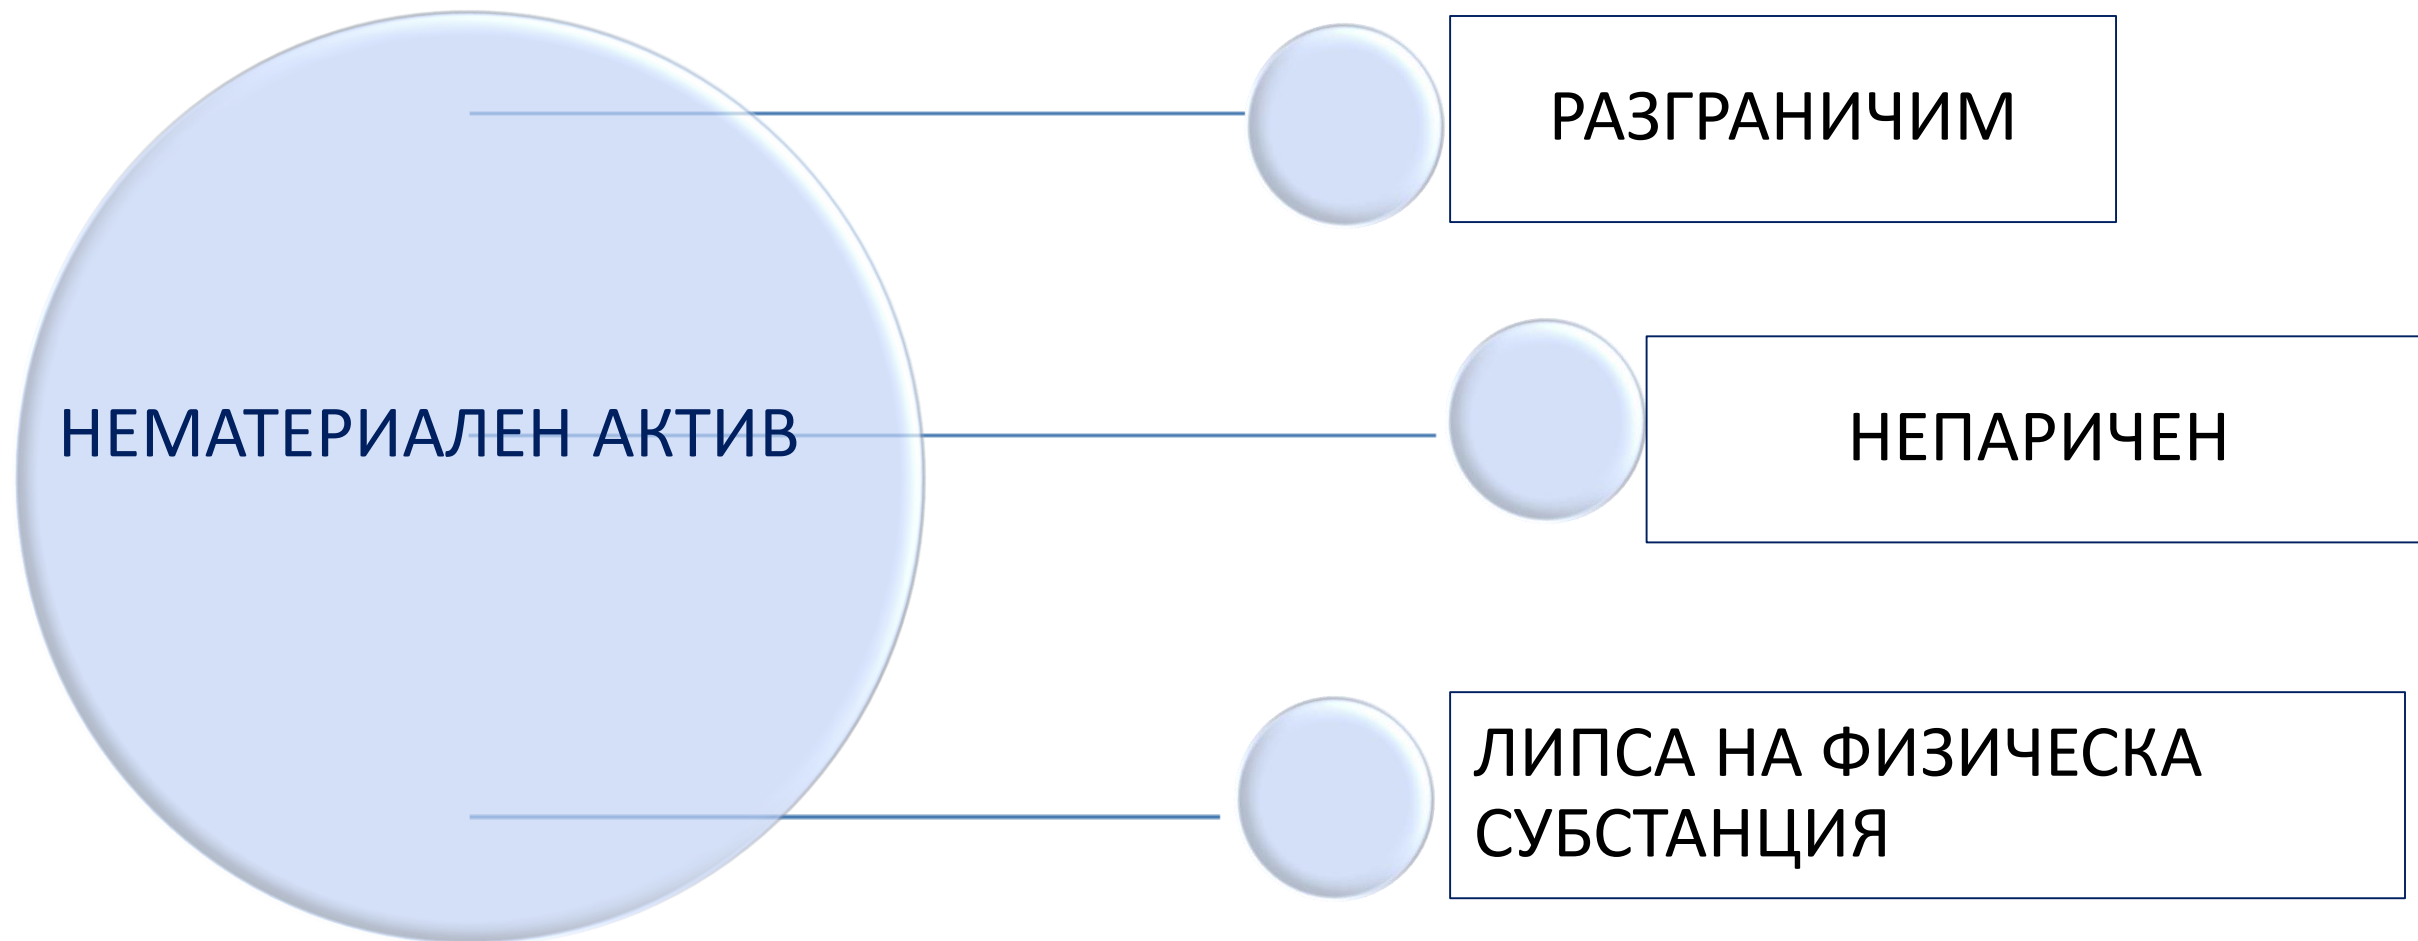 РАЗГРАНИЧИМ
НЕМАТЕРИАЛЕН АКТИВ
НЕПАРИЧЕН
ЛИПСА НА ФИЗИЧЕСКА
СУБСТАНЦИЯ